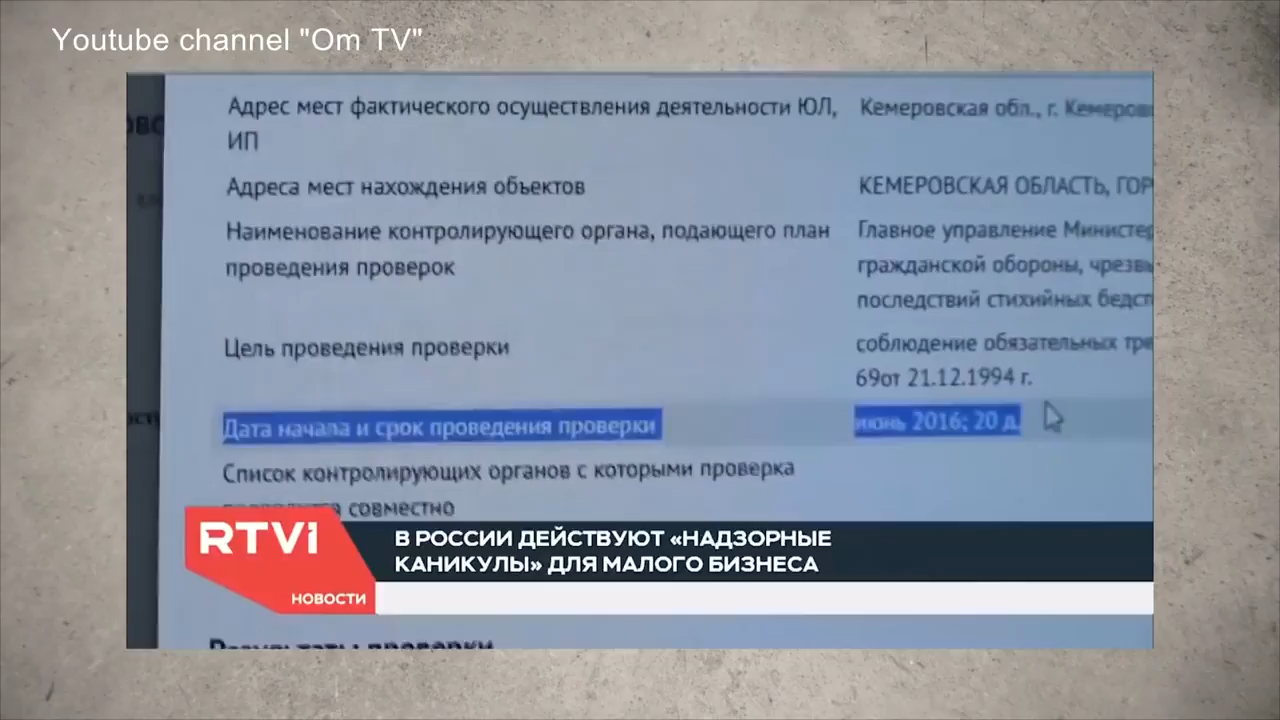 Youtube channel "Om TV"
Адрес мест фактического осуществления деятельности ЮЛ,
ИП
Кемеровская обл., г.
Адреса мест нахождения объектов
КЕМЕРОВСКАЯ ОБЛАСТЬ,
Наименование контролирующего органа, подающего план
проведения проверок
Главное управление
гражданской обороны,
последствий стихийных
Цель проведения проверки
соблюдение обязательных
69от 21.12.1994 г.
Дата начала и срок проведения проверки
июнь 2016; 20 д.
Список контролирующих органов с которыми проверка
совместно
RTVi
НОВОСТИ
В РОССИИ ДЕЙСТВУЮТ «НАДЗОРНЫЕ
КАНИКУЛЫ» ДЛЯ МАЛОГО БИЗНЕСА